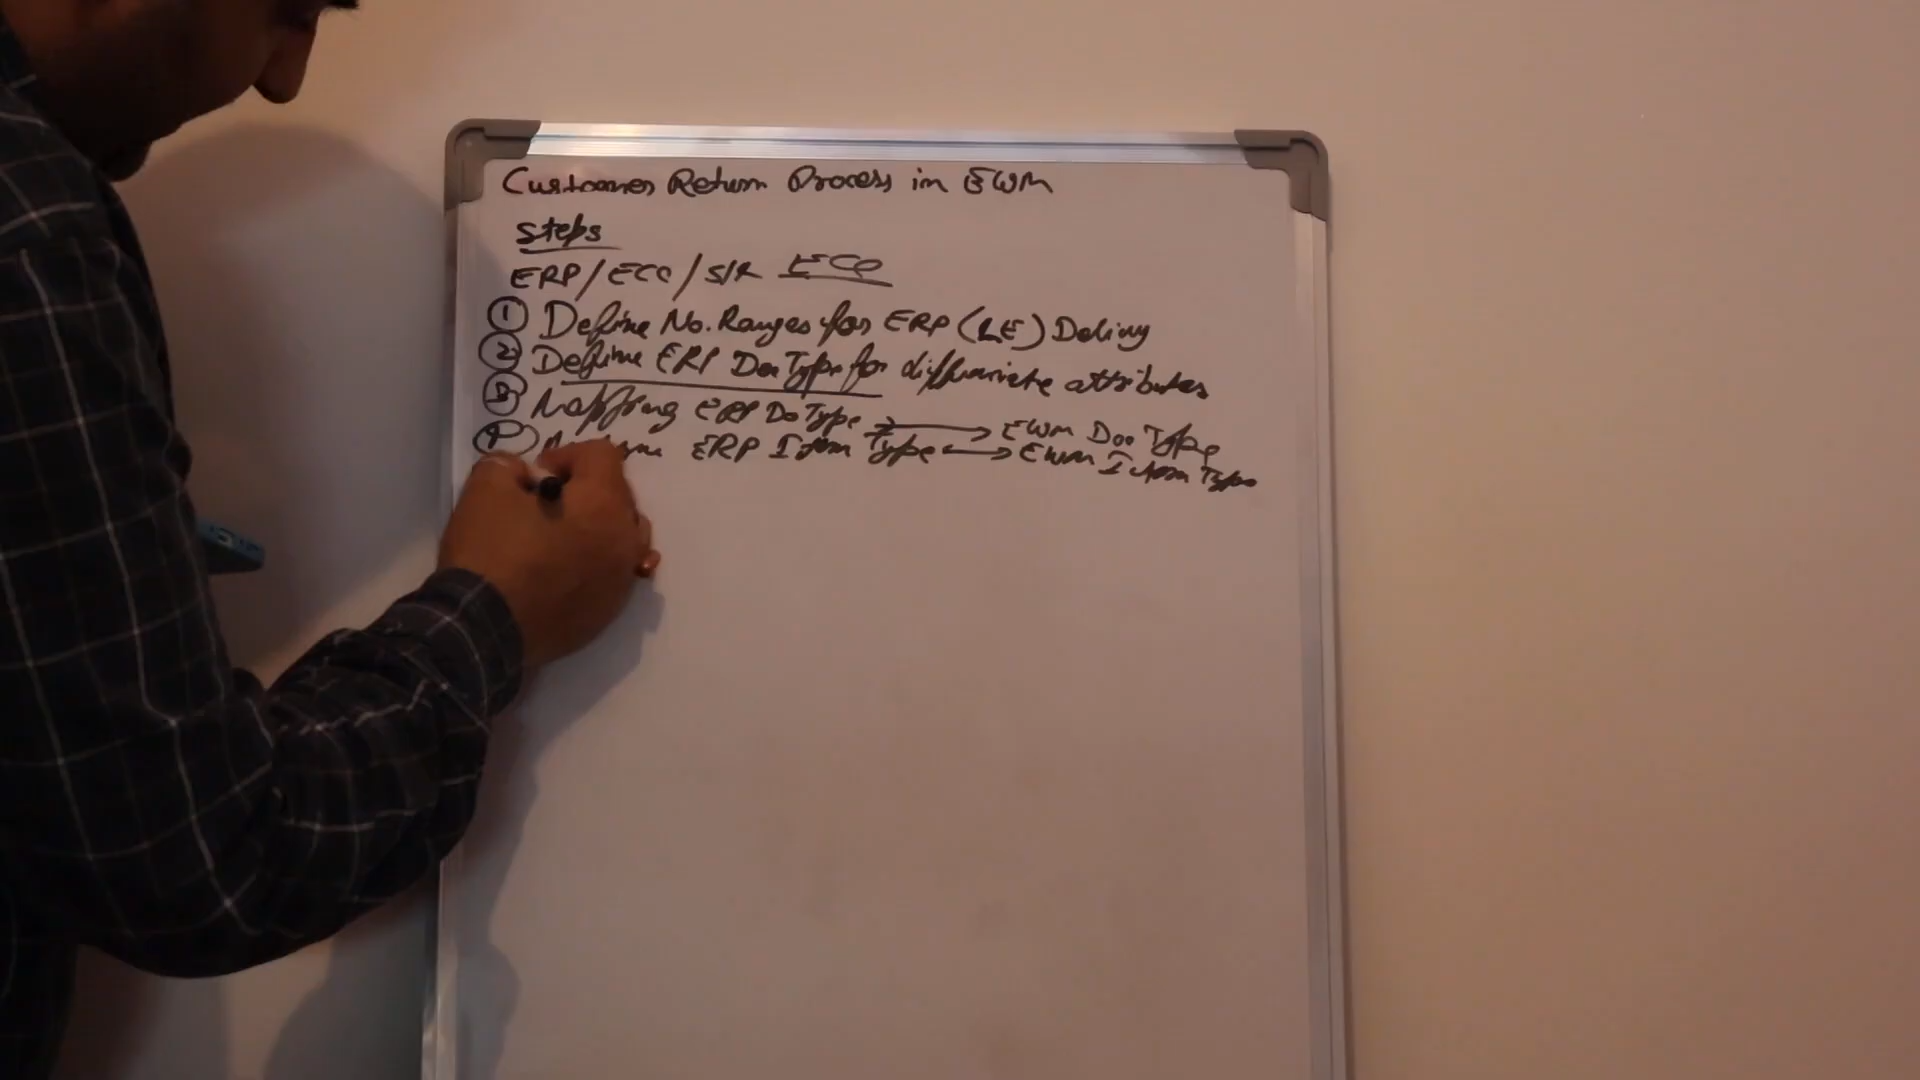 Customer Return Process in EWM
Steps
ERP/ECC/S/4 ECC
① Define No. Ranges for ERP (LE) Delivery
② Define ERP Doc Type for differentiate attributes
③ Mapping ERP Do Type → EWM Doc Type
④ ERP Item Type ↔ EWM Item Type